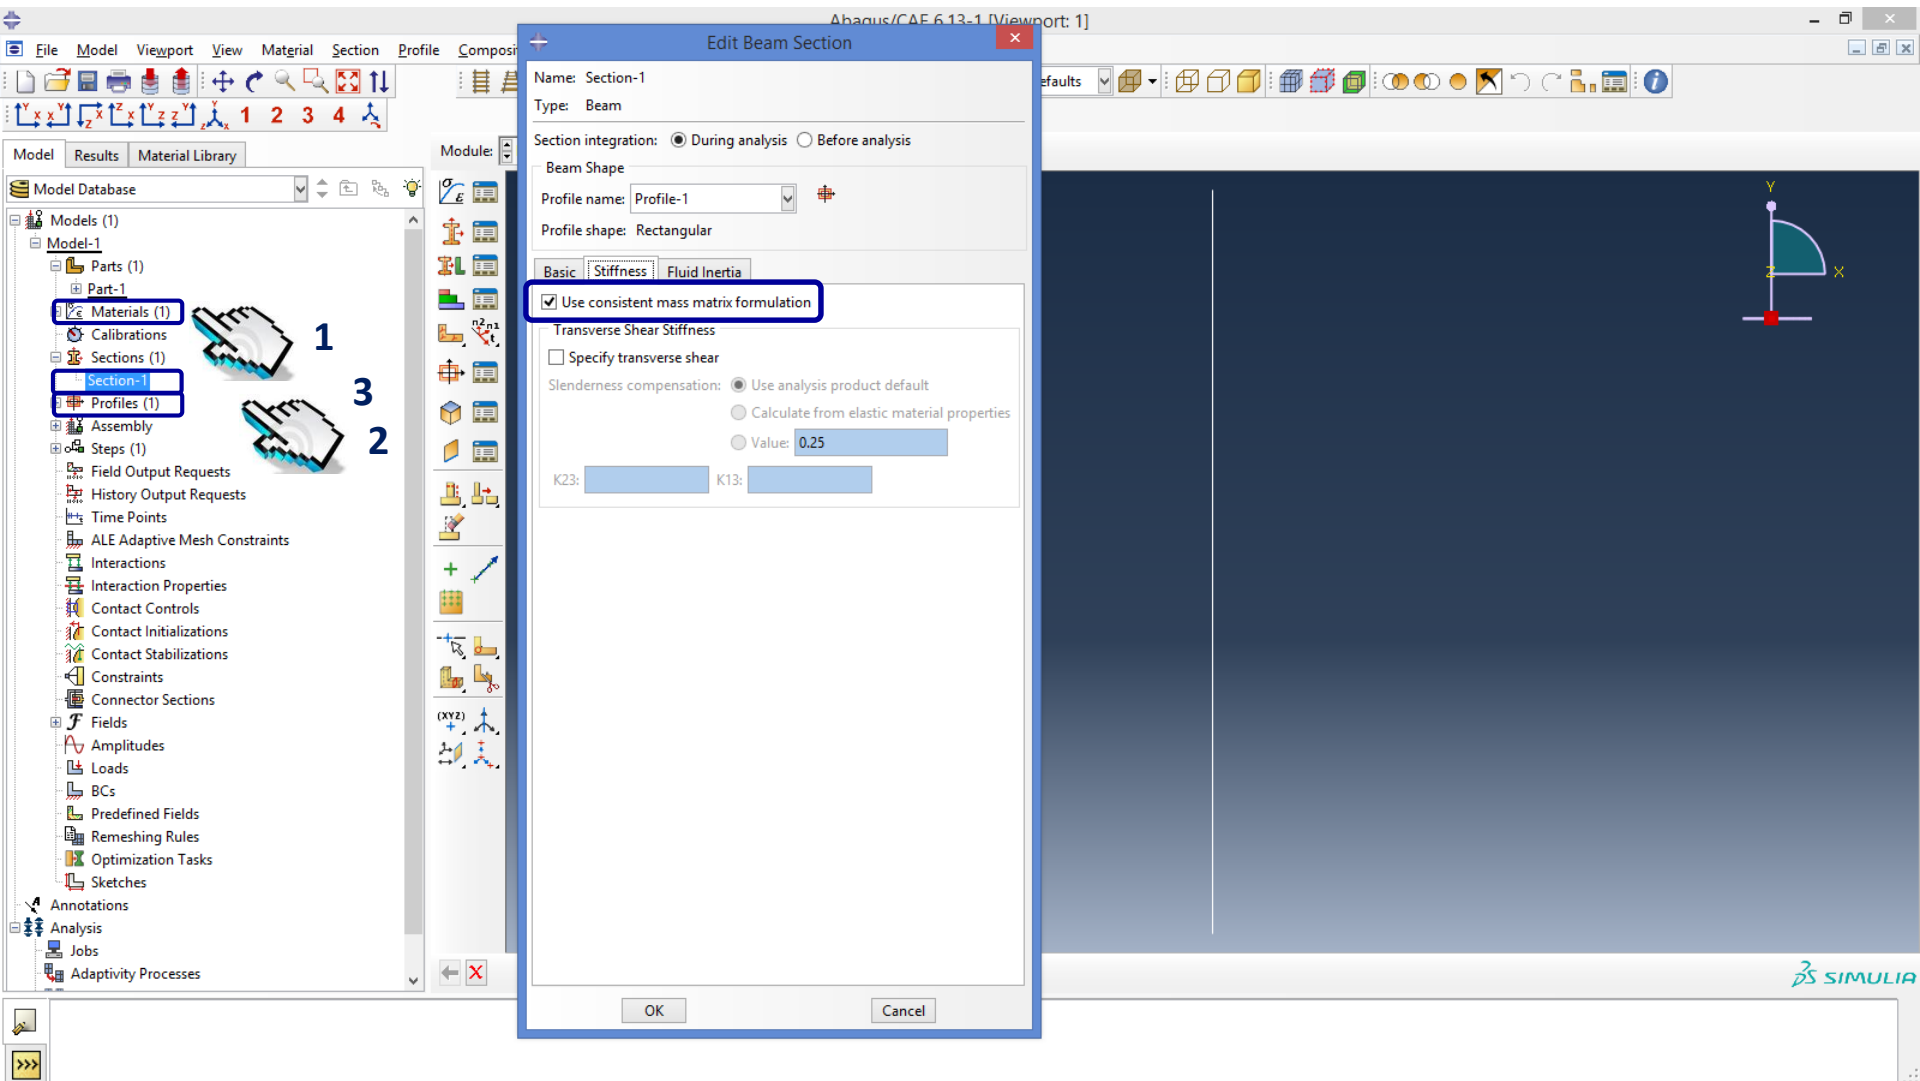 Abaqus/CAE 6.13-1 [Viewport: 1]
File Model Viewport View Material Section Profile Composi
Edit Beam Section
efaults
1 2 3 4
Model Results Material Library
Module:
Model Database
Models (1)
Model-1
Parts (1)
Part-1
Materials (1)
Calibrations
Sections (1)
Section-1
Profiles (1)
Assembly
Steps (1)
Field Output Requests
History Output Requests
Time Points
ALE Adaptive Mesh Constraints
Interactions
Interaction Properties
Contact Controls
Contact Initializations
Contact Stabilizations
Constraints
Connector Sections
Fields
Amplitudes
Loads
BCs
Predefined Fields
Remeshing Rules
Optimization Tasks
Sketches
Annotations
Analysis
Jobs
Adaptivity Processes
1
3
2
(XYZ)
Name: Section-1
Type: Beam
Section integration: During analysis Before analysis
Beam Shape
Profile name: Profile-1
Profile shape: Rectangular
Basic Stiffness Fluid Inertia
Use consistent mass matrix formulation
Transverse Shear Stiffness
Specify transverse shear
Slenderness compensation: Use analysis product default
Calculate from elastic material properties
Value: 0.25
K23: K13:
OK Cancel
Y
Z X
SIMULIA
>>>